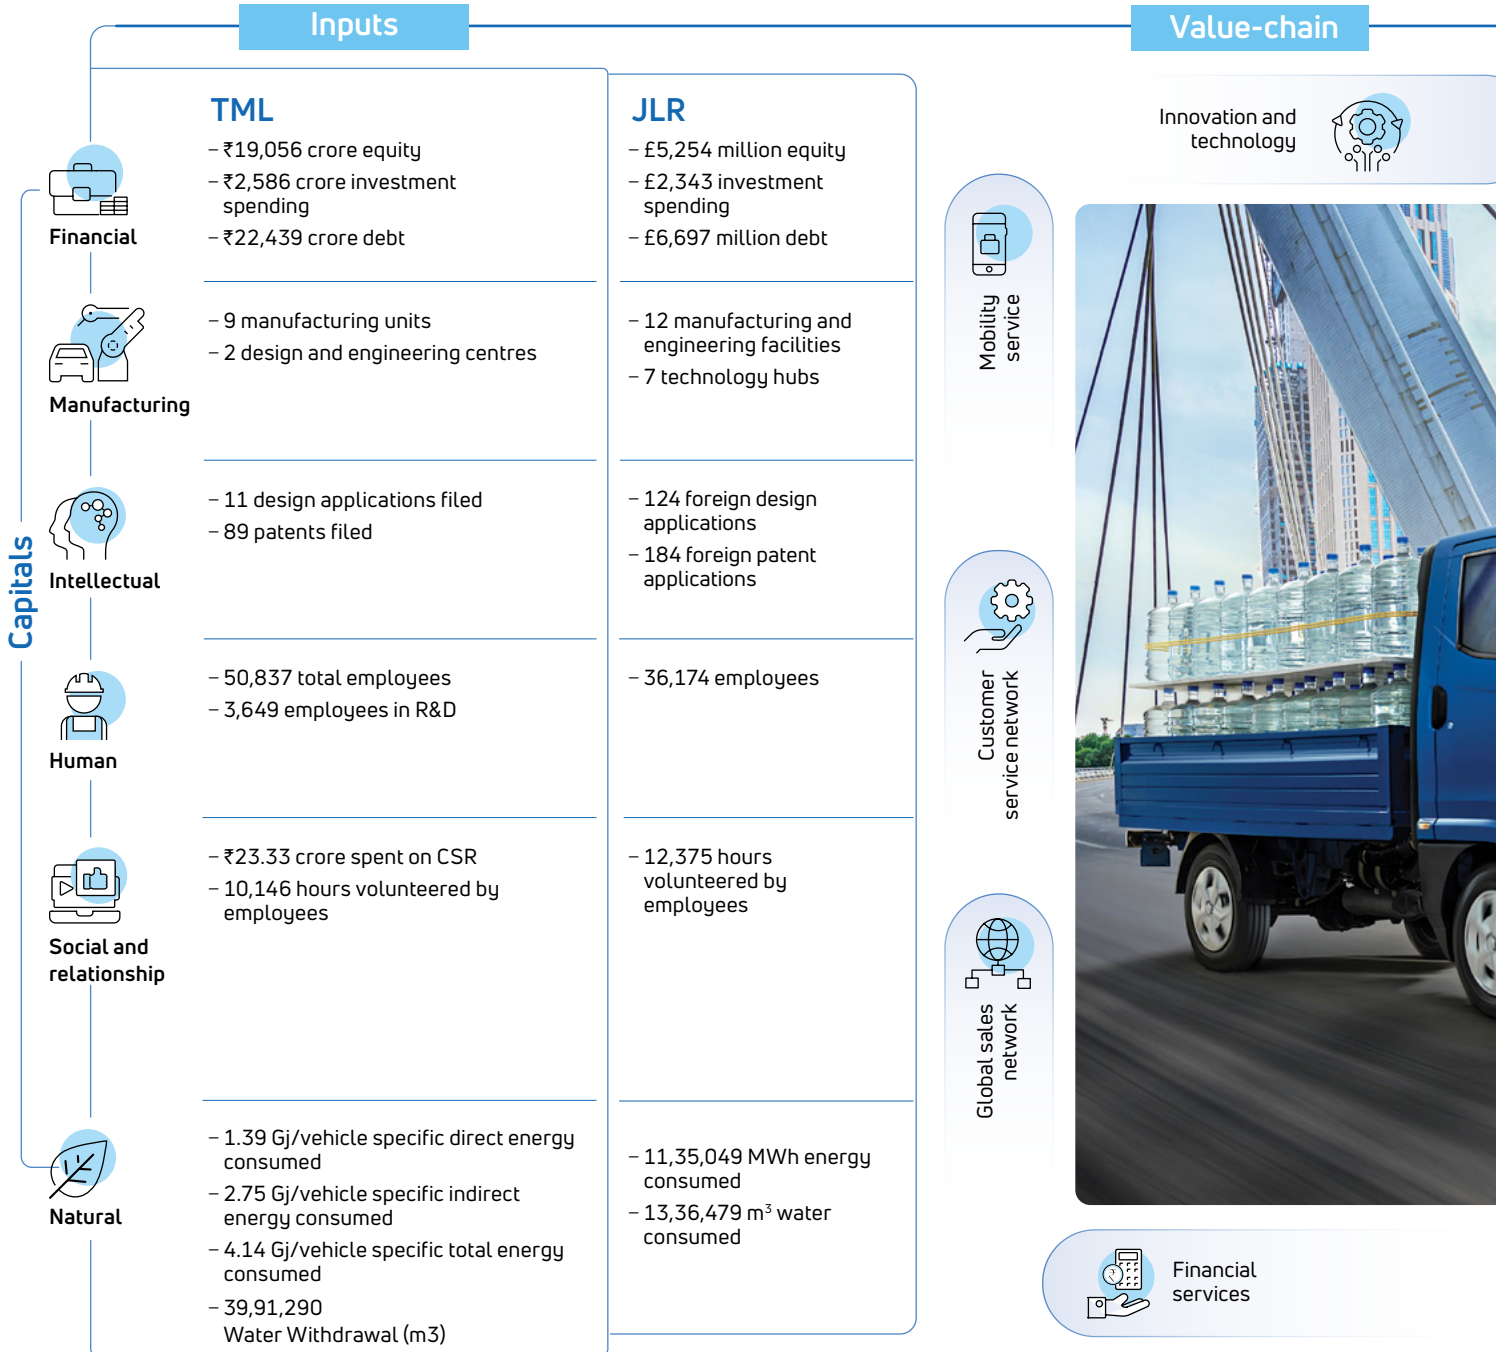 Inputs
Value-chain
Capitals
TML
JLR
Financial
– ₹19,056 crore equity
– ₹2,586 crore investment
spending
– ₹22,439 crore debt
– £5,254 million equity
– £2,343 investment
spending
– £6,697 million debt
Manufacturing
– 9 manufacturing units
– 2 design and engineering centres
– 12 manufacturing and
engineering facilities
– 7 technology hubs
Intellectual
– 11 design applications filed
– 89 patents filed
– 124 foreign design
applications
– 184 foreign patent
applications
Human
– 50,837 total employees
– 3,649 employees in R&D
– 36,174 employees
Social and
relationship
– ₹23.33 crore spent on CSR
– 10,146 hours volunteered by
employees
– 12,375 hours
volunteered by
employees
Natural
– 1.39 Gj/vehicle specific direct energy
consumed
– 2.75 Gj/vehicle specific indirect
energy consumed
– 4.14 Gj/vehicle specific total energy
consumed
– 39,91,290
Water Withdrawal (m3)
– 11,35,049 MWh energy
consumed
– 13,36,479 m³ water
consumed
Innovation and
technology
Mobility
service
Customer
service network
Global sales
network
Financial
services